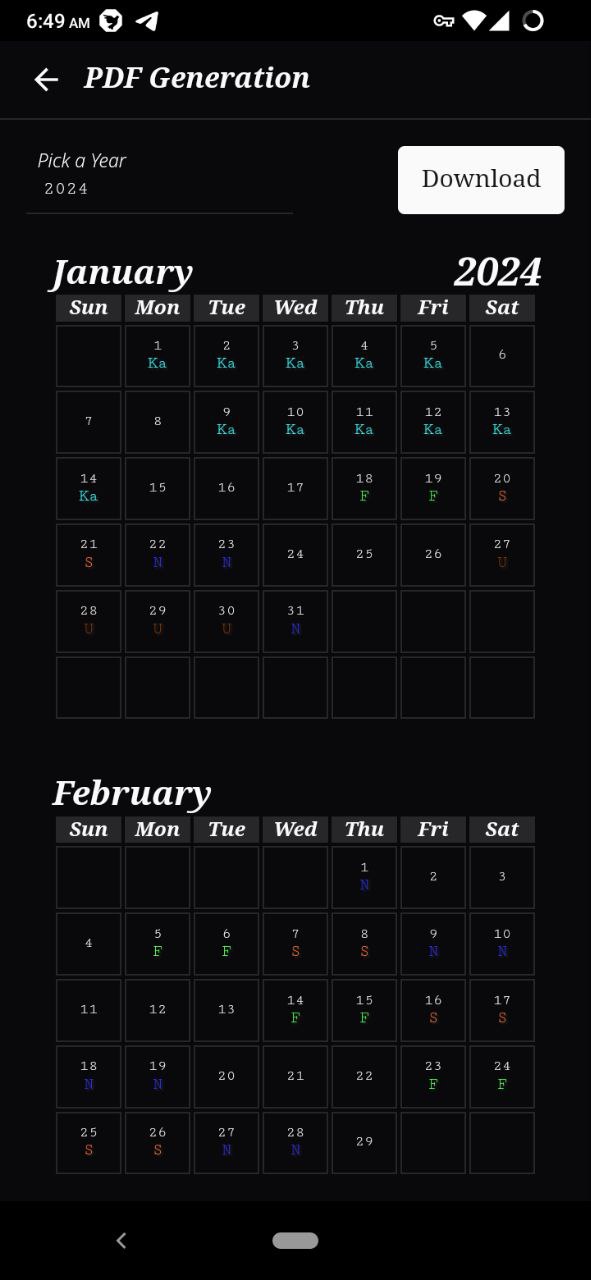 6:49 AM
PDF Generation
Pick a Year
2024
Download
January 2024
Sun Mon Tue Wed Thu Fri Sat
1 2 3 4 5 6
Ka Ka Ka Ka Ka
7 8 9 10 11 12 13
Ka Ka Ka Ka Ka
14 15 16 17 18 19 20
Ka F F S
21 22 23 24 25 26 27
S N N U
28 29 30 31
U U U N
February
Sun Mon Tue Wed Thu Fri Sat
1 2 3
N
4 5 6 7 8 9 10
F F S S N N
11 12 13 14 15 16 17
F F S S
18 19 20 21 22 23 24
N N F F
25 26 27 28 29
S S N N